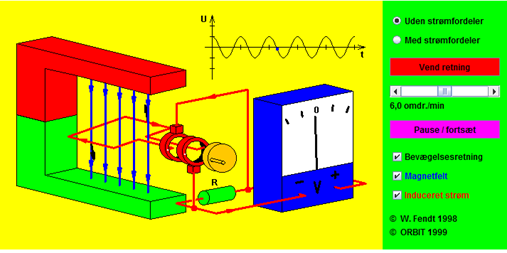 U
t
0
R
−
V
+
Uden strømfordeler
Med strømfordeler
Vend retning
6,0 omdr./min
Pause / fortsæt
Bevægelsesretning
Magnetfelt
Induceret strøm
© W. Fendt 1998
© ORBIT 1999